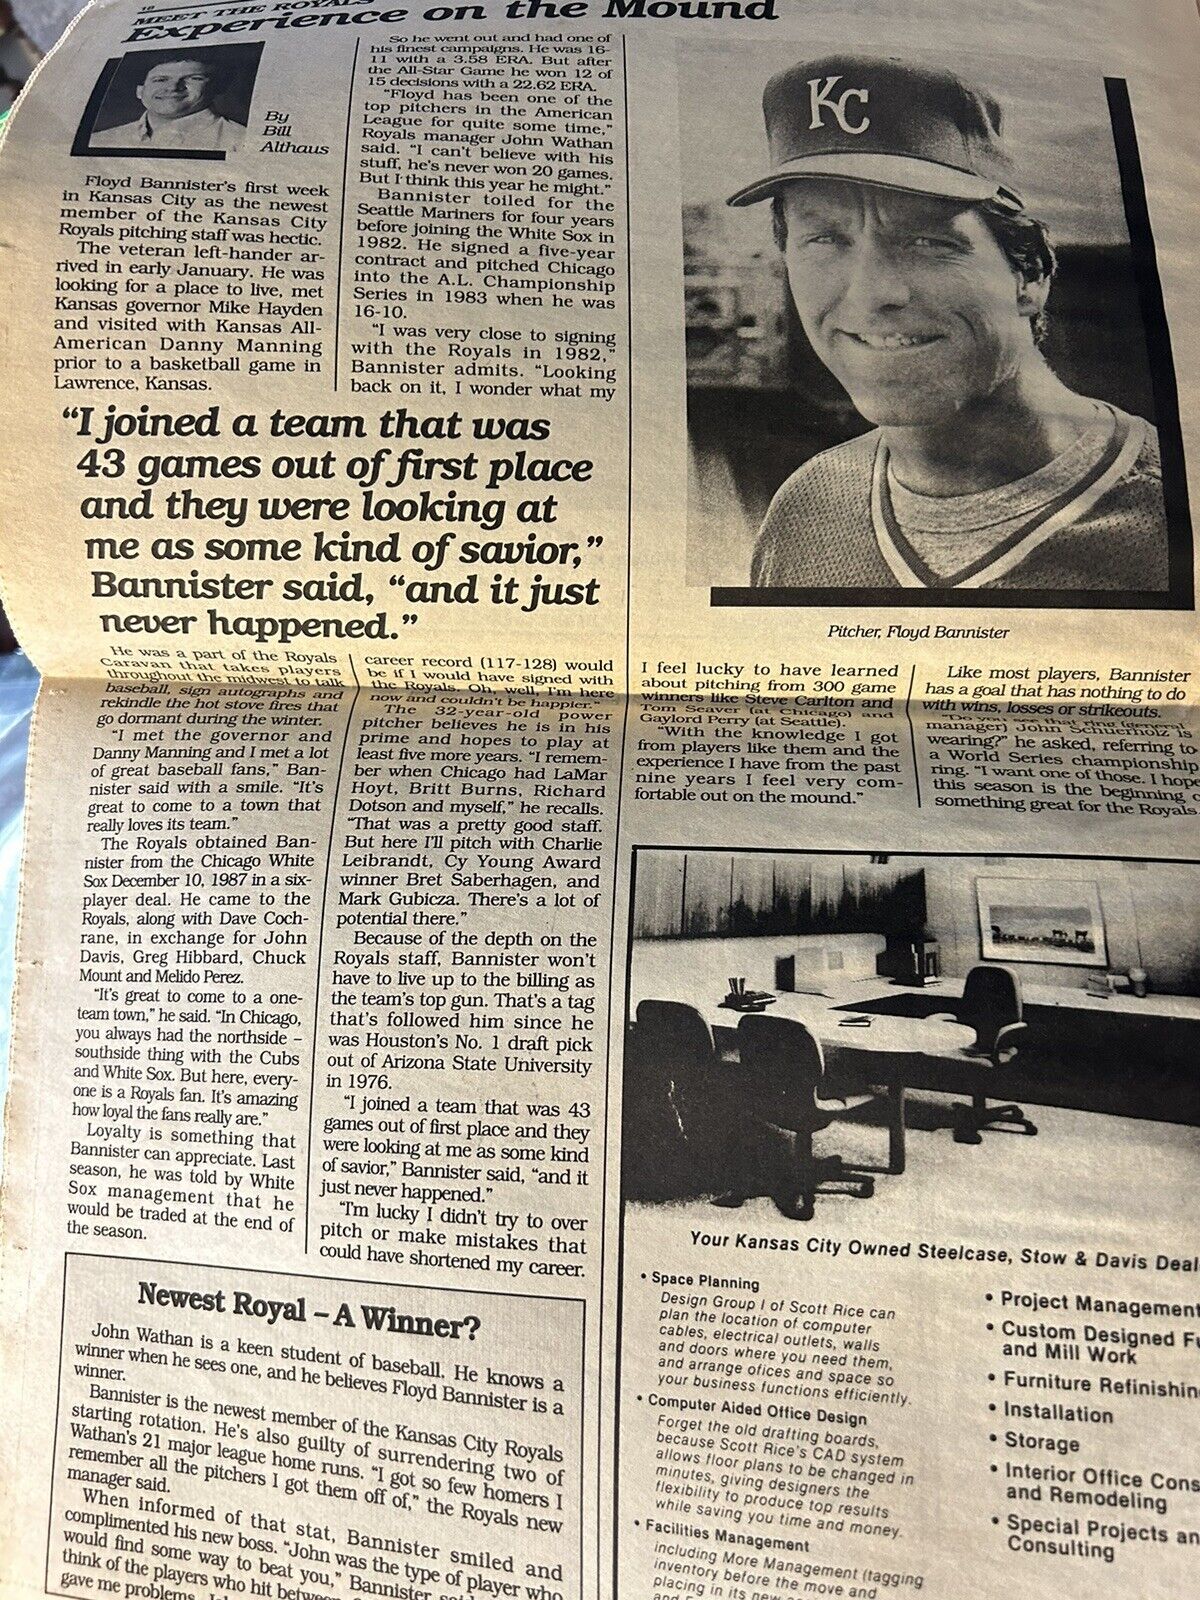 10
MEET THE ROYALS
Experience on the Mound
By
Bill
Althaus
Floyd Bannister's first week
in Kansas City as the newest
member of the Kansas City
Royals pitching staff was hectic.
The veteran left-hander ar-
rived in early January. He was
looking for a place to live, met
Kansas governor Mike Hayden
and visited with Kansas All-
American Danny Manning
prior to a basketball game in
Lawrence, Kansas.
So he went out and had one of
his finest campaigns. He was 16-
11 with a 3.58 ERA. But after
the All-Star Game he won 12 of
15 decisions with a 22.62 ERA.
"Floyd has been one of the
top pitchers in the American
League for quite some time,"
Royals manager John Wathan
said. "I can't believe with his
stuff, he's never won 20 games.
But I think this year he might."
Bannister toiled for the
Seattle Mariners for four years
before joining the White Sox in
1982. He signed a five-year
contract and pitched Chicago
into the A.L. Championship
Series in 1983 when he was
16-10.
"I was very close to signing
with the Royals in 1982,"
Bannister admits. "Looking
back on it, I wonder what my
"I joined a team that was
43 games out of first place
and they were looking at
me as some kind of savior,"
Bannister said, "and it just
never happened."
KC
Pitcher, Floyd Bannister
He was a part of the Royals
Caravan that takes players
throughout the midwest to talk
baseball, sign autographs and
rekindle the hot stove fires that
go dormant during the winter.
"I met the governor and
Danny Manning and I met a lot
of great baseball fans," Ban-
nister said with a smile. "It's
great to come to a town that
really loves its team."
The Royals obtained Ban-
nister from the Chicago White
Sox December 10, 1987 in a six-
player deal. He came to the
Royals, along with Dave Coch-
rane, in exchange for John
Davis, Greg Hibbard, Chuck
Mount and Melido Perez.
"It's great to come to a one-
team town," he said. "In Chicago,
you always had the northside –
southside thing with the Cubs
and White Sox. But here, every-
one is a Royals fan. It's amazing
how loyal the fans really are."
Loyalty is something that
Bannister can appreciate. Last
season, he was told by White
Sox management that he
would be traded at the end of
the season.
career record (117-128) would
be if I would have signed with
the Royals. Oh, well, I'm here
now and couldn't be happier."
The 32-year-old power
pitcher believes he is in his
prime and hopes to play at
least five more years. "I remem-
ber when Chicago had LaMar
Hoyt, Britt Burns, Richard
Dotson and myself," he recalls.
"That was a pretty good staff.
But here I'll pitch with Charlie
Leibrandt, Cy Young Award
winner Bret Saberhagen, and
Mark Gubicza. There's a lot of
potential there."
Because of the depth on the
Royals staff, Bannister won't
have to live up to the billing as
the team's top gun. That's a tag
that's followed him since he
was Houston's No. 1 draft pick
out of Arizona State University
in 1976.
"I joined a team that was 43
games out of first place and they
were looking at me as some kind
of savior," Bannister said, "and it
just never happened."
"I'm lucky I didn't try to over
pitch or make mistakes that
could have shortened my career.
I feel lucky to have learned
about pitching from 300 game
winners like Steve Carlton and
Tom Seaver (at Chicago) and
Gaylord Perry (at Seattle).
"With the knowledge I got
from players like them and the
experience I have from the past
nine years I feel very com-
fortable out on the mound."
Like most players, Bannister
has a goal that has nothing to do
with wins, losses or strikeouts.
"Do you see that ring (general
manager) John Schuerholz is
wearing?" he asked, referring to
a World Series championship
ring. "I want one of those. I hope
this season is the beginning
something great for the Royals
Newest Royal – A Winner?
John Wathan is a keen student of baseball. He knows a
winner when he sees one, and he believes Floyd Bannister is a
winner.
Bannister is the newest member of the Kansas City Royals
starting rotation. He's also guilty of surrendering two of
Wathan's 21 major league home runs. "I got so few homers I
remember all the pitchers I got them off of," the Royals new
manager said.
When informed of that stat, Bannister smiled and
complimented his new boss. "John was the type of player who
would find some way to beat you," Bannister
think of the players who hit
gave me problems.
Your Kansas City Owned Steelcase, Stow & Davis Deal
• Space Planning
Design Group I of Scott Rice can
plan the location of computer
cables, electrical outlets, walls
and doors where you need them,
and arrange ofices and space so
your business functions efficiently.
• Computer Aided Office Design
Forget the old drafting boards,
because Scott Rice's CAD system
allows floor plans to be changed in
minutes, giving designers the
flexibility to produce top results
while saving you time and money.
• Facilities Management
including More Management (tagging
inventory before the move and
placing in its new
• Project Management
• Custom Designed Fu
and Mill Work
• Furniture Refinishin
• Installation
• Storage
• Interior Office Cons
and Remodeling
• Special Projects an
Consulting